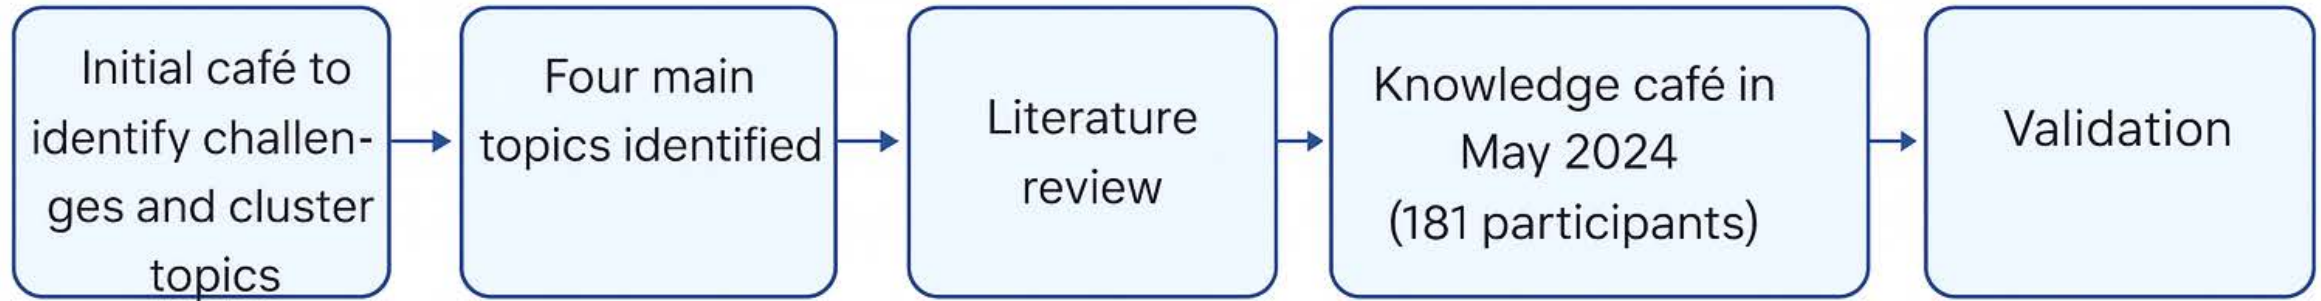 Initial café to
identify challen-
ges and cluster
topics
Four main
topics identified
Literature
review
Knowledge café in
May 2024
(181 participants)
Validation